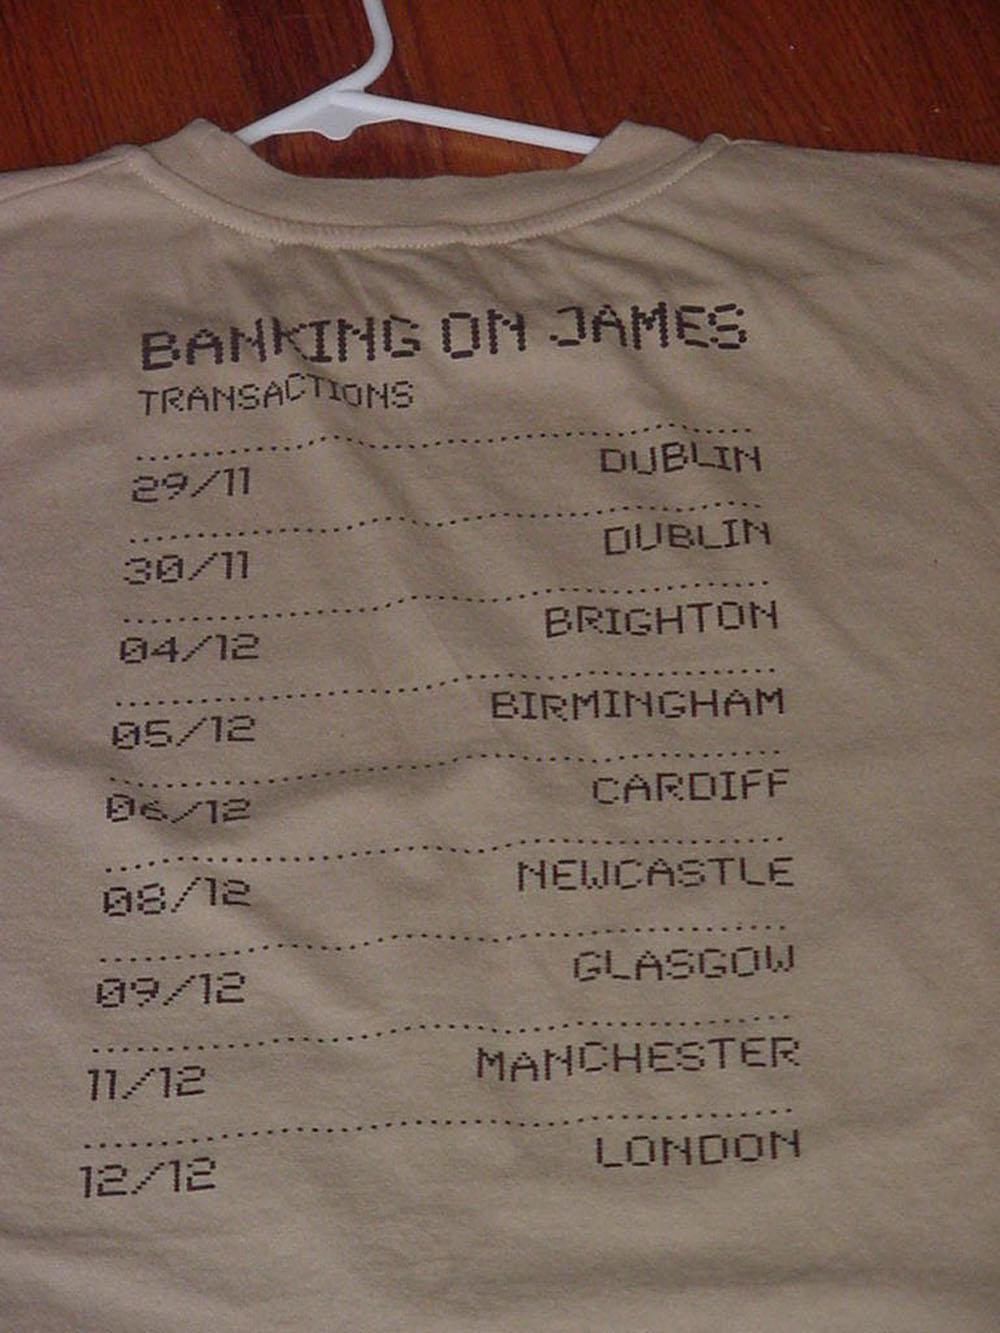 BANKING ON JAMES
TRANSACTIONS
29/11 DUBLIN
30/11 DUBLIN
04/12 BRIGHTON
05/12 BIRMINGHAM
06/12 CARDIFF
08/12 NEWCASTLE
09/12 GLASGOW
11/12 MANCHESTER
12/12 LONDON